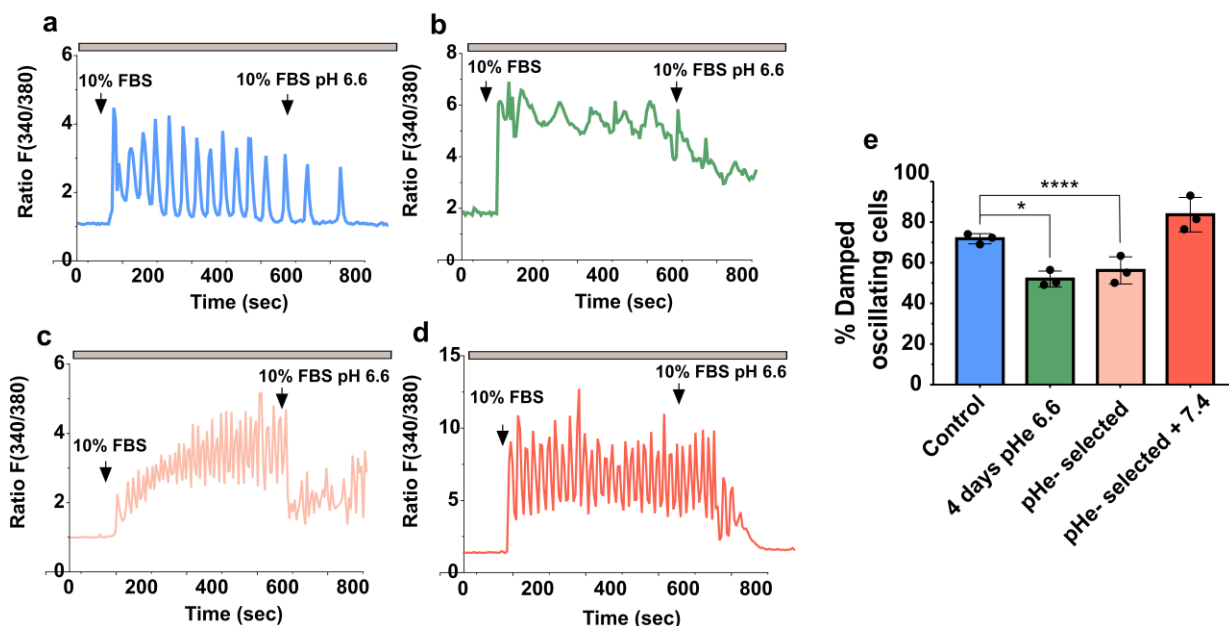 a
6
4
2
0
Ratio F(340/380)
10% FBS
10% FBS pH 6.6
200 400 600 800
Time (sec)
b
8
6
4
2
0
Ratio F(340/380)
10% FBS
10% FBS pH 6.6
200 400 600 800
Time (sec)
c
6
4
2
0
Ratio F(340/380)
10% FBS
10% FBS pH 6.6
200 400 600 800
Time (sec)
d
15
10
5
0
Ratio F(340/380)
10% FBS
10% FBS pH 6.6
200 400 600 800
Time (sec)
e
100
80
60
40
20
0
% Damped
oscillating cells
****
*
Control
4 days pHe 6.6
pHe- selected
pHe- selected + 7.4